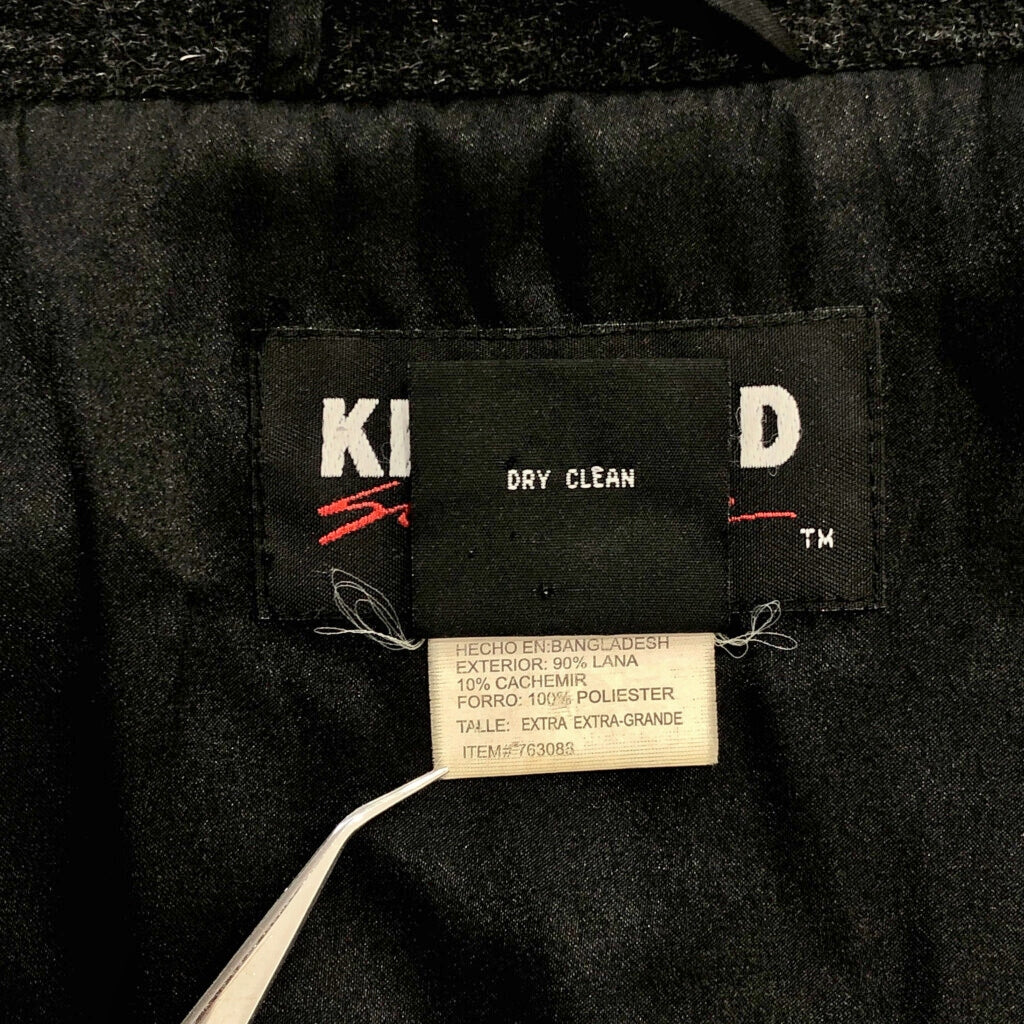 KI D
TM
DRY CLEAN
HECHO EN:BANGLADESH
EXTERIOR: 90% LANA
10% CACHEMIR
FORRO: 100% POLIESTER
TALLE: EXTRA EXTRA-GRANDE
ITEM# 763083